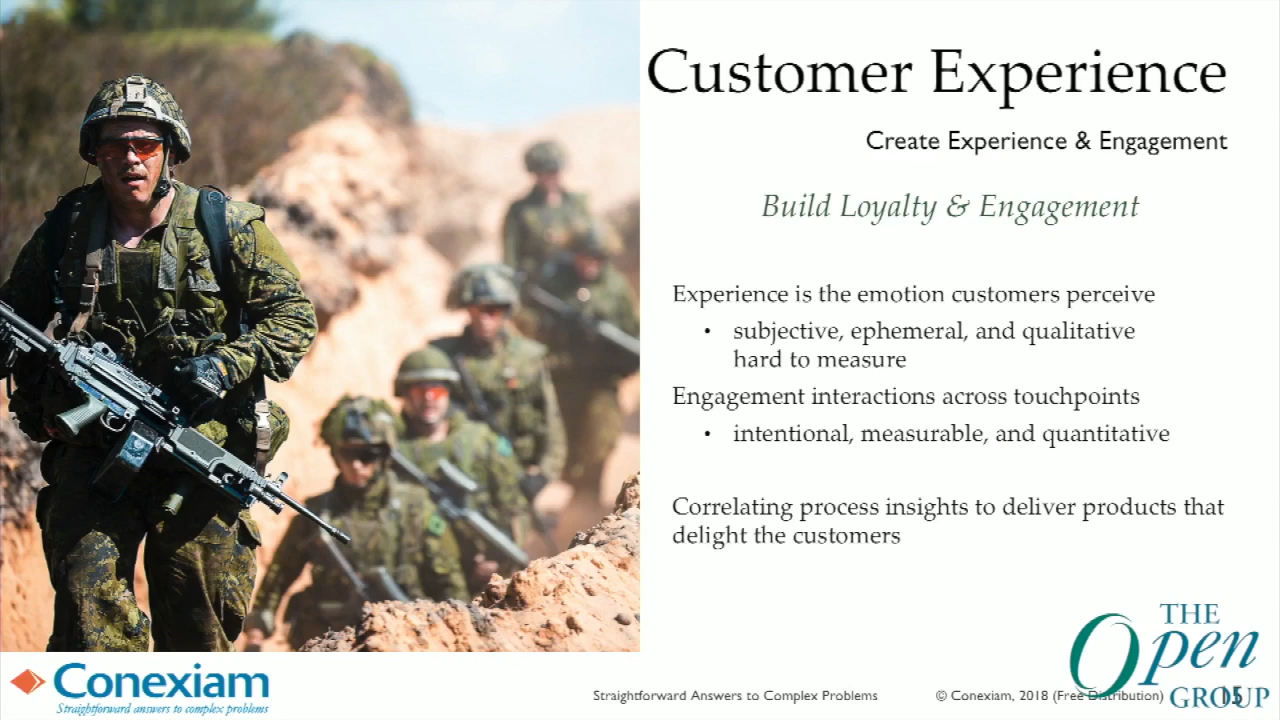 Customer Experience
Create Experience & Engagement
Build Loyalty & Engagement
Experience is the emotion customers perceive
• subjective, ephemeral, and qualitative
hard to measure
Engagement interactions across touchpoints
• intentional, measurable, and quantitative
Correlating process insights to deliver products that
delight the customers
Conexiam
Straightforward answers to complex problems
Straightforward Answers to Complex Problems
© Conexiam, 2018 (Free Distribution)
15
THE
Open
GROUP